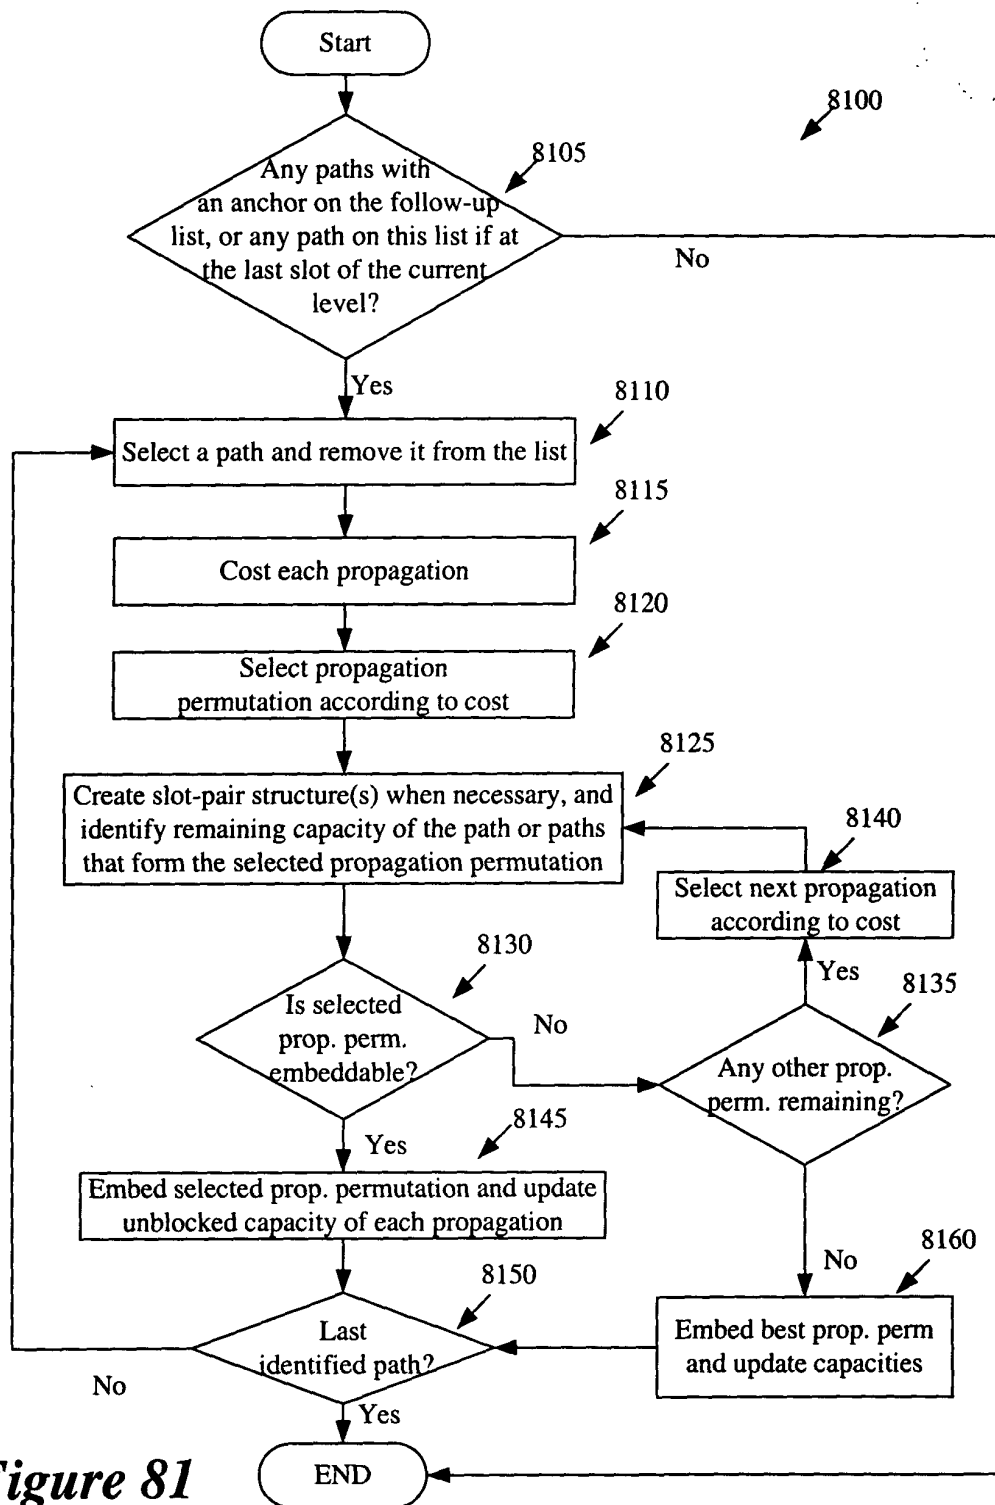 Start
8100
8105
Any paths with
an anchor on the follow-up
list, or any path on this list if at
the last slot of the current
level?
No
Yes
8110
Select a path and remove it from the list
8115
Cost each propagation
8120
Select propagation
permutation according to cost
8125
Create slot-pair structure(s) when necessary, and
identify remaining capacity of the path or paths
that form the selected propagation permutation
8140
Select next propagation
according to cost
Yes
8130
Is selected
prop. perm.
embeddable?
No
8135
Any other prop.
perm. remaining?
Yes
8145
Embed selected prop. permutation and update
unblocked capacity of each propagation
No
8160
Embed best prop. perm
and update capacities
8150
Last
identified path?
No
Yes
END
igure 81